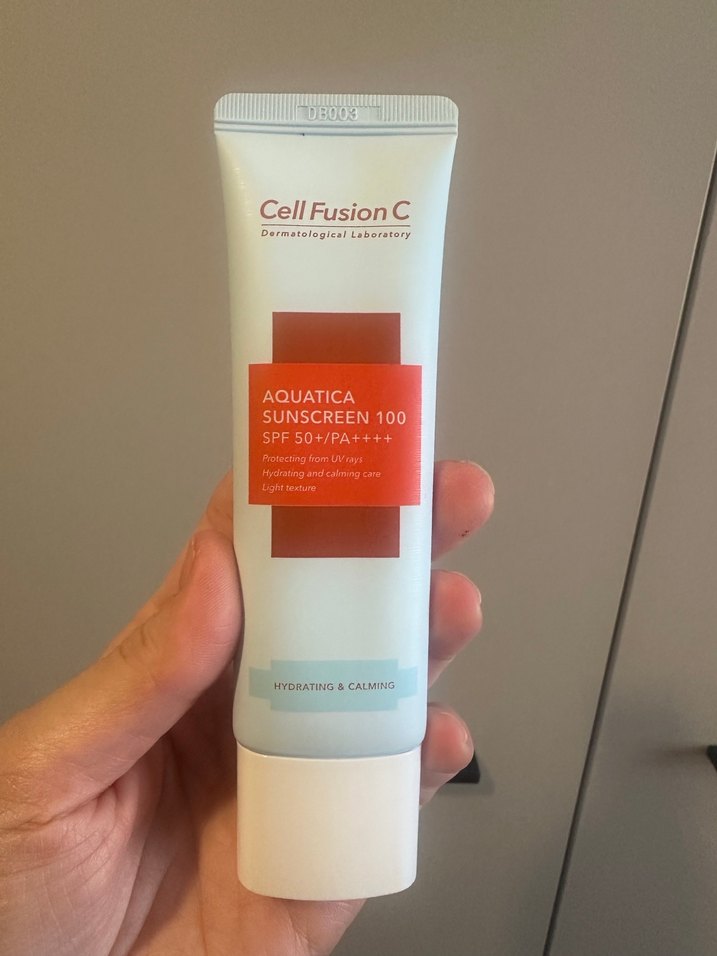 DB003
Cell Fusion C
Dermatological Laboratory
AQUATICA
SUNSCREEN 100
SPF 50+/PA++++
Protecting from UV rays
Hydrating and calming care
Light texture
HYDRATING & CALMING